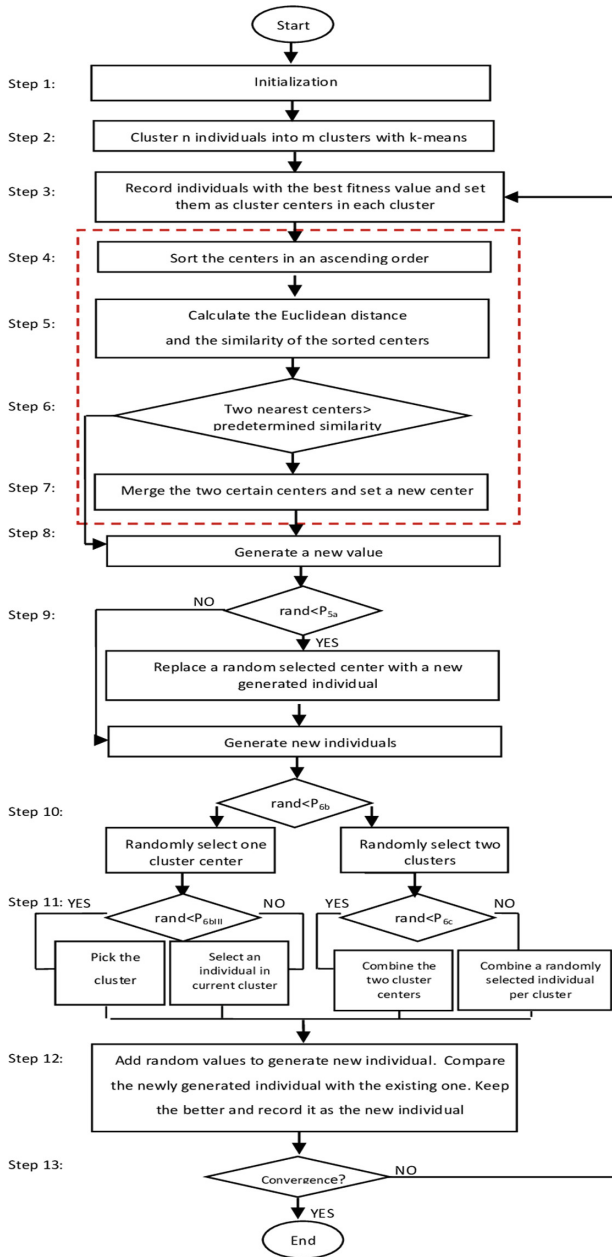 Start
Step 1:
Initialization
Step 2:
Cluster n individuals into m clusters with k-means
Step 3:
Record individuals with the best fitness value and set
them as cluster centers in each cluster
Step 4:
Sort the centers in an ascending order
Step 5:
Calculate the Euclidean distance
and the similarity of the sorted centers
Step 6:
Two nearest centers>
predetermined similarity
Step 7:
Merge the two certain centers and set a new center
Step 8:
Generate a new value
Step 9:
NO
rand<P5a
YES
Replace a random selected center with a new
generated individual
Generate new individuals
Step 10:
rand<P6b
Randomly select one
cluster center
Randomly select two
clusters
Step 11:
YES
rand<P6bIII
NO
YES
rand<P6c
NO
Pick the
cluster
Select an
individual in
current cluster
Combine the
two cluster
centers
Combine a randomly
selected individual
per cluster
Step 12:
Add random values to generate new individual. Compare
the newly generated individual with the existing one. Keep
the better and record it as the new individual
Step 13:
Convergence?
NO
YES
End